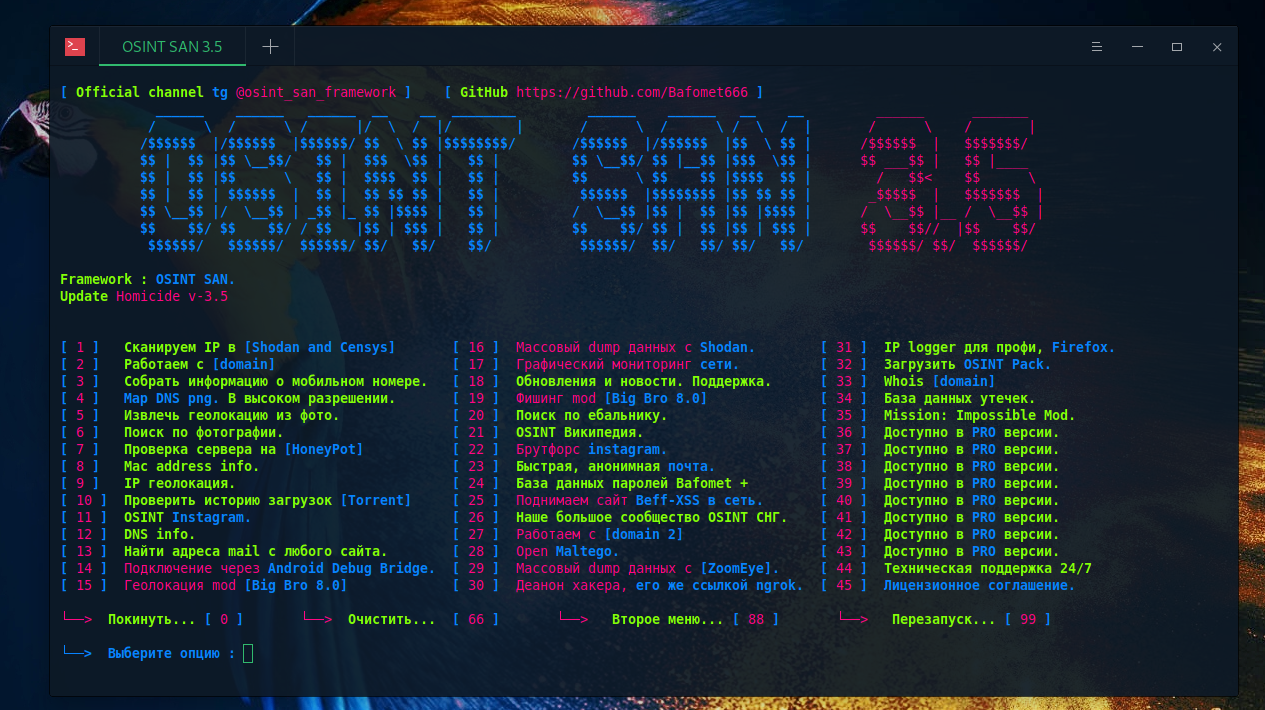 OSINT SAN 3.5
[ Official channel tg @osint_san_framework ] [ GitHub https://github.com/Bafomet666 ]
OSINT SAN 3.5
Framework : OSINT SAN.
Update Homicide v-3.5
[ 1 ] Сканируем IP в [Shodan and Censys] [ 16 ] Массовый dump данных с Shodan. [ 31 ] IP logger для профи, Firefox.
[ 2 ] Работаем с [domain] [ 17 ] Графический мониторинг сети. [ 32 ] Загрузить OSINT Pack.
[ 3 ] Собрать информацию о мобильном номере. [ 18 ] Обновления и новости. Поддержка. [ 33 ] Whois [domain]
[ 4 ] Map DNS png. В высоком разрешении. [ 19 ] Фишинг mod [Big Bro 8.0] [ 34 ] База данных утечек.
[ 5 ] Извлечь геолокацию из фото. [ 20 ] Поиск по ебальнику. [ 35 ] Mission: Impossible Mod.
[ 6 ] Поиск по фотографии. [ 21 ] OSINT Википедия. [ 36 ] Доступно в PRO версии.
[ 7 ] Проверка сервера на [HoneyPot] [ 22 ] Брутфорс instagram. [ 37 ] Доступно в PRO версии.
[ 8 ] Mac address info. [ 23 ] Быстрая, анонимная почта. [ 38 ] Доступно в PRO версии.
[ 9 ] IP геолокация. [ 24 ] База данных паролей Bafomet + [ 39 ] Доступно в PRO версии.
[ 10 ] Проверить историю загрузок [Torrent] [ 25 ] Поднимаем сайт Beff-XSS в сеть. [ 40 ] Доступно в PRO версии.
[ 11 ] OSINT Instagram. [ 26 ] Наше большое сообщество OSINT СНГ. [ 41 ] Доступно в PRO версии.
[ 12 ] DNS info. [ 27 ] Работаем с [domain 2] [ 42 ] Доступно в PRO версии.
[ 13 ] Найти адреса mail с любого сайта. [ 28 ] Open Maltego. [ 43 ] Доступно в PRO версии.
[ 14 ] Подключение через Android Debug Bridge. [ 29 ] Массовый dump данных с [ZoomEye]. [ 44 ] Техническая поддержка 24/7
[ 15 ] Геолокация mod [Big Bro 8.0] [ 30 ] Деанон хакера, его же ссылкой ngrok. [ 45 ] Лицензионное соглашение.
└──> Покинуть... [ 0 ] └──> Очистить... [ 66 ] └──> Второе меню... [ 88 ] └──> Перезапуск... [ 99 ]
└──> Выберите опцию :